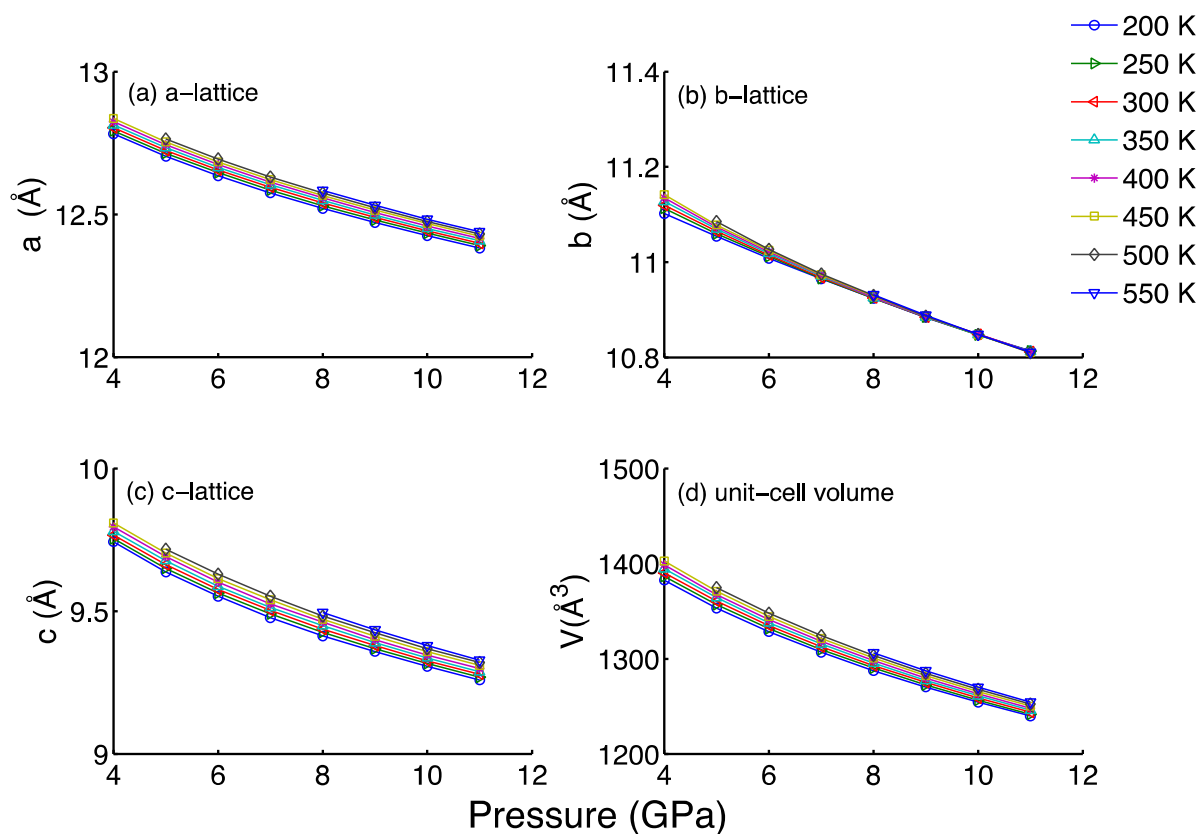 200 K
250 K
300 K
350 K
400 K
450 K
500 K
550 K
(a) a-lattice
13
12.5
12
a (Å)
4 6 8 10 12
(b) b-lattice
11.4
11.2
11
10.8
b (Å)
4 6 8 10 12
(c) c-lattice
10
9.5
9
c (Å)
4 6 8 10 12
(d) unit-cell volume
1500
1400
1300
1200
V(Å³)
4 6 8 10 12
Pressure (GPa)